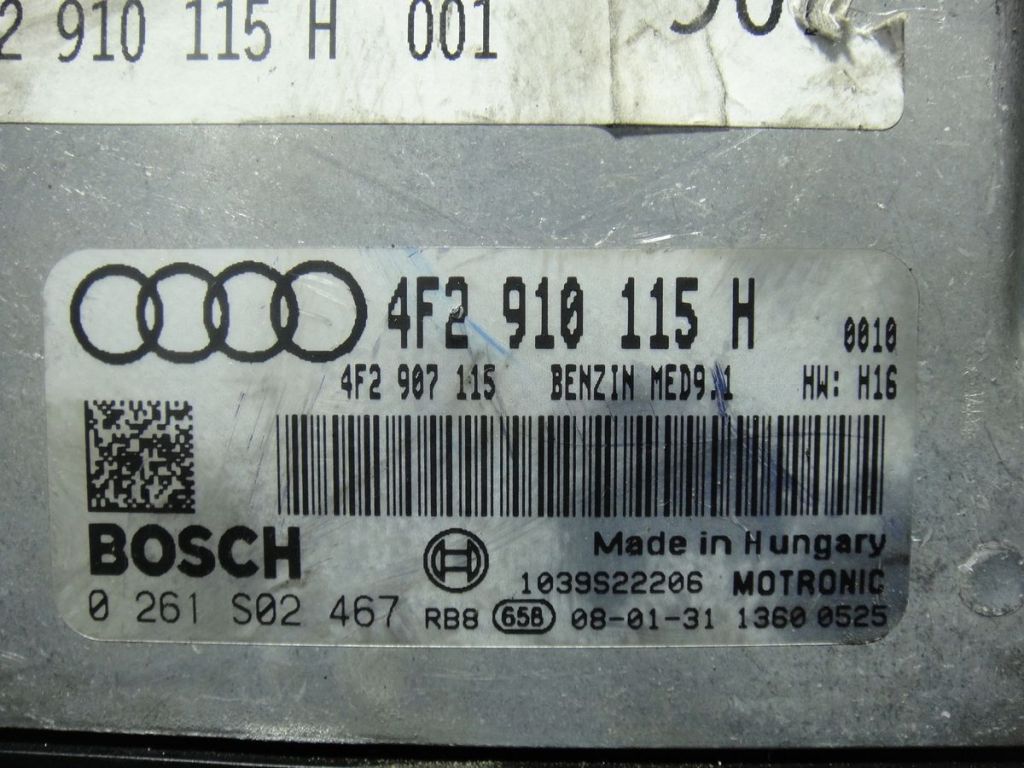 2 910 115 H 001
4F2 910 115 H 0010
4F2 907 115 BENZIN MED9.1 HW: H16
BOSCH
Made in Hungary
1039S22206 MOTRONIC
0 261 S02 467 RB8 658 08-01-31 1360 0525